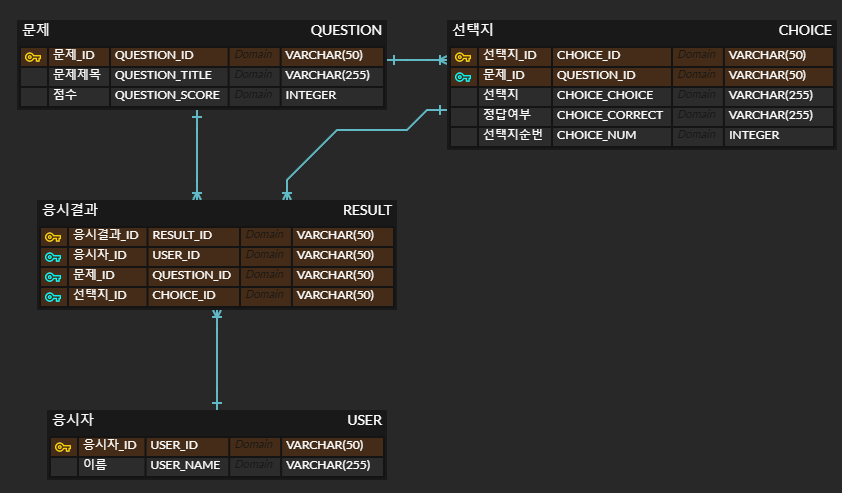 문제 QUESTION
문제_ID QUESTION_ID Domain VARCHAR(50)
문제제목 QUESTION_TITLE Domain VARCHAR(255)
점수 QUESTION_SCORE Domain INTEGER
선택지 CHOICE
선택지_ID CHOICE_ID Domain VARCHAR(50)
문제_ID QUESTION_ID Domain VARCHAR(50)
선택지 CHOICE_CHOICE Domain VARCHAR(255)
정답여부 CHOICE_CORRECT Domain VARCHAR(255)
선택지순번 CHOICE_NUM Domain INTEGER
응시결과 RESULT
응시결과_ID RESULT_ID Domain VARCHAR(50)
응시자_ID USER_ID Domain VARCHAR(50)
문제_ID QUESTION_ID Domain VARCHAR(50)
선택지_ID CHOICE_ID Domain VARCHAR(50)
응시자 USER
응시자_ID USER_ID Domain VARCHAR(50)
이름 USER_NAME Domain VARCHAR(255)